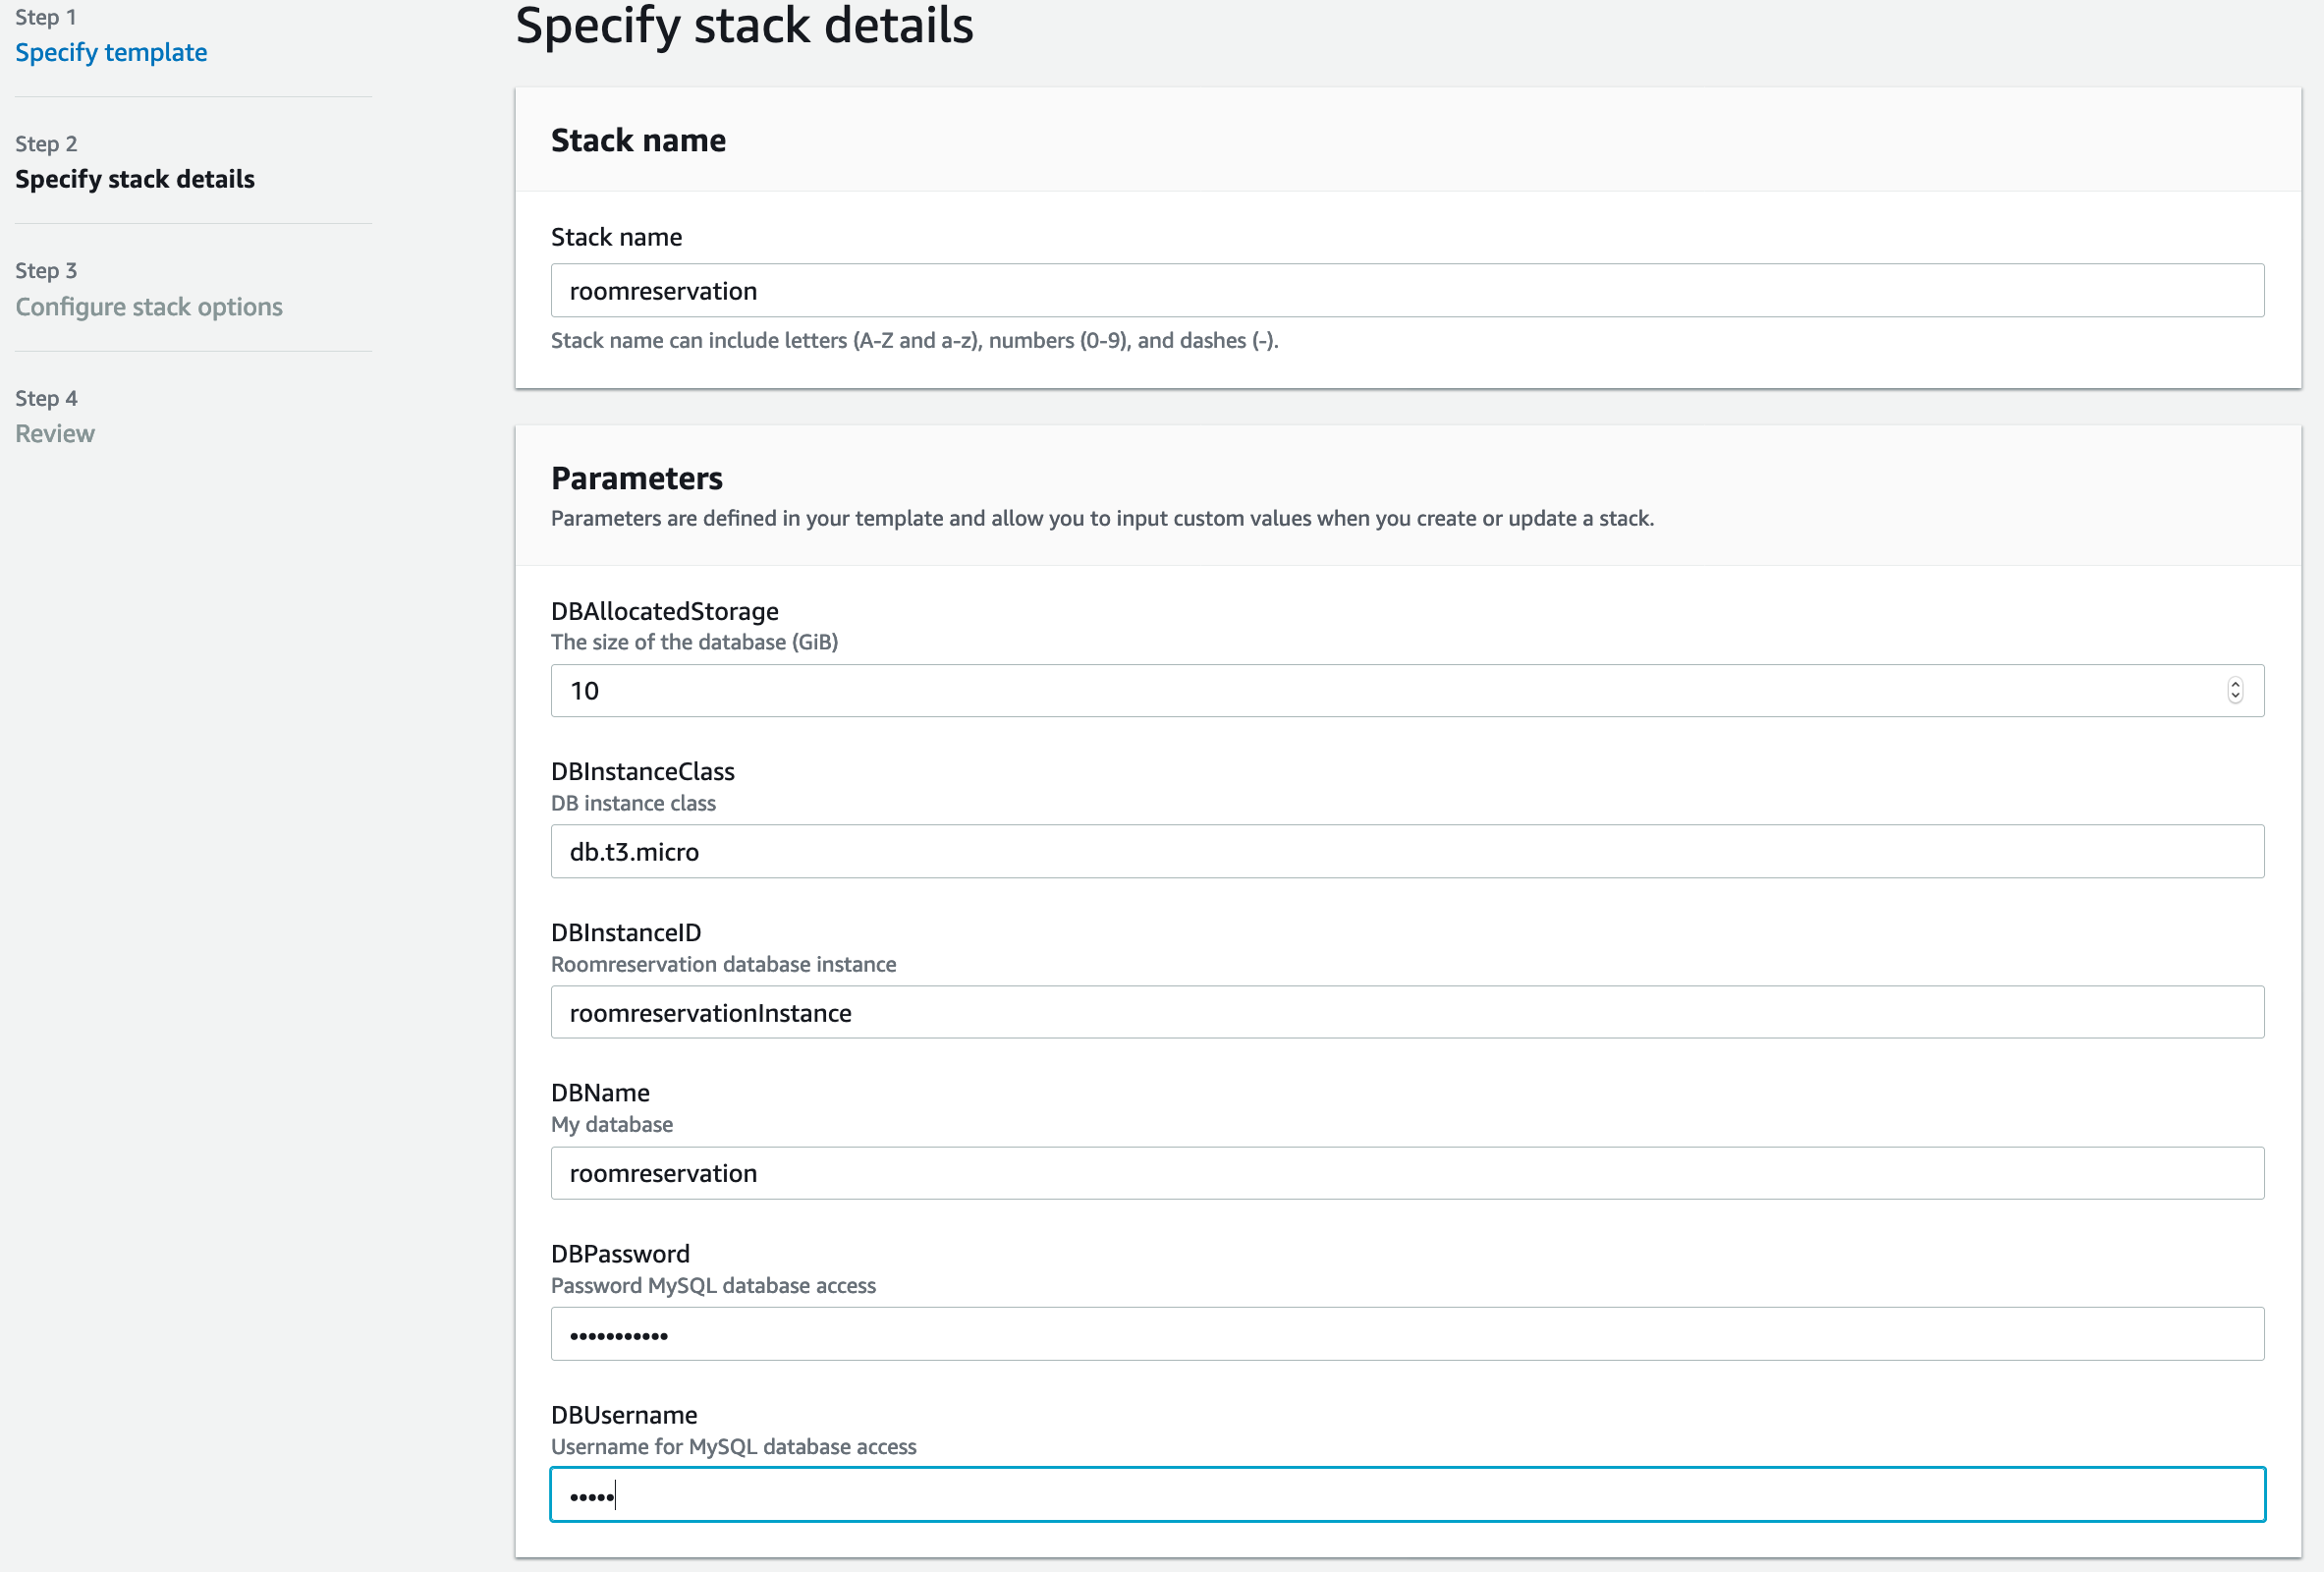 Step 1
Specify template
Step 2
Specify stack details
Step 3
Configure stack options
Step 4
Review
Specify stack details
Stack name
Stack name
roomreservation
Stack name can include letters (A-Z and a-z), numbers (0-9), and dashes (-).
Parameters
Parameters are defined in your template and allow you to input custom values when you create or update a stack.
DBAllocatedStorage
The size of the database (GiB)
10
DBInstanceClass
DB instance class
db.t3.micro
DBInstanceID
Roomreservation database instance
roomreservationInstance
DBName
My database
roomreservation
DBPassword
Password MySQL database access
•••••••••••
DBUsername
Username for MySQL database access
•••••